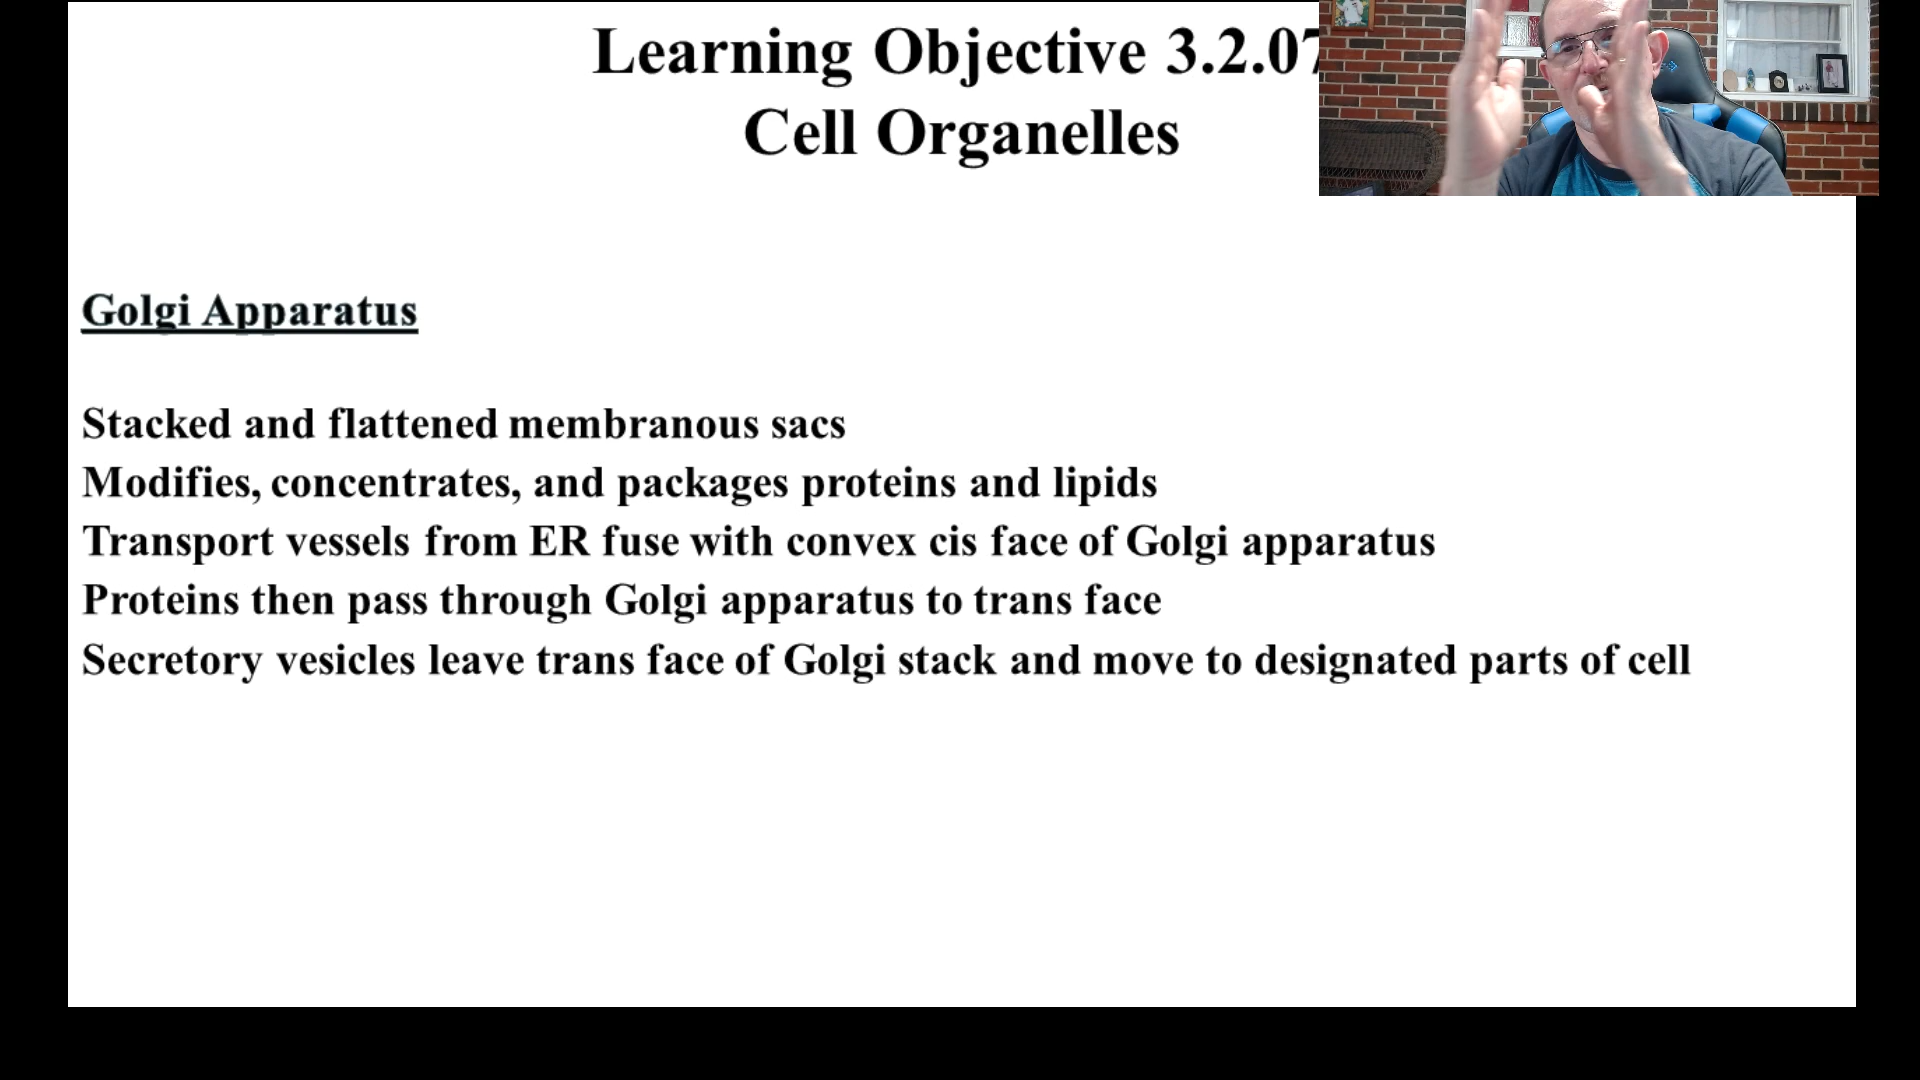 Learning Objective 3.2.07
Cell Organelles
Golgi Apparatus
Stacked and flattened membranous sacs
Modifies, concentrates, and packages proteins and lipids
Transport vessels from ER fuse with convex cis face of Golgi apparatus
Proteins then pass through Golgi apparatus to trans face
Secretory vesicles leave trans face of Golgi stack and move to designated parts of cell